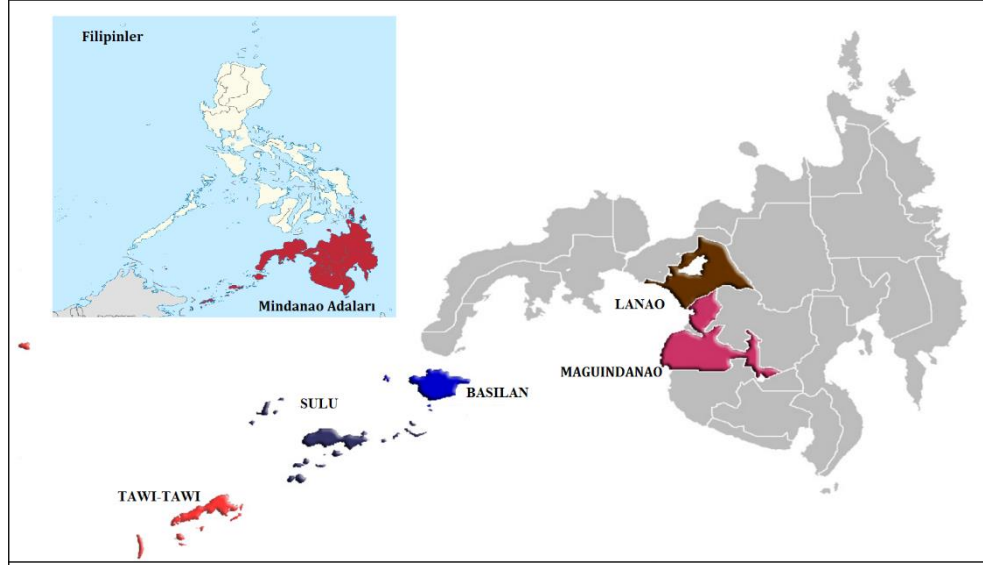 Filipinler
Mindanao Adaları
LANAO
MAGUINDANAO
BASILAN
SULU
TAWI-TAWI